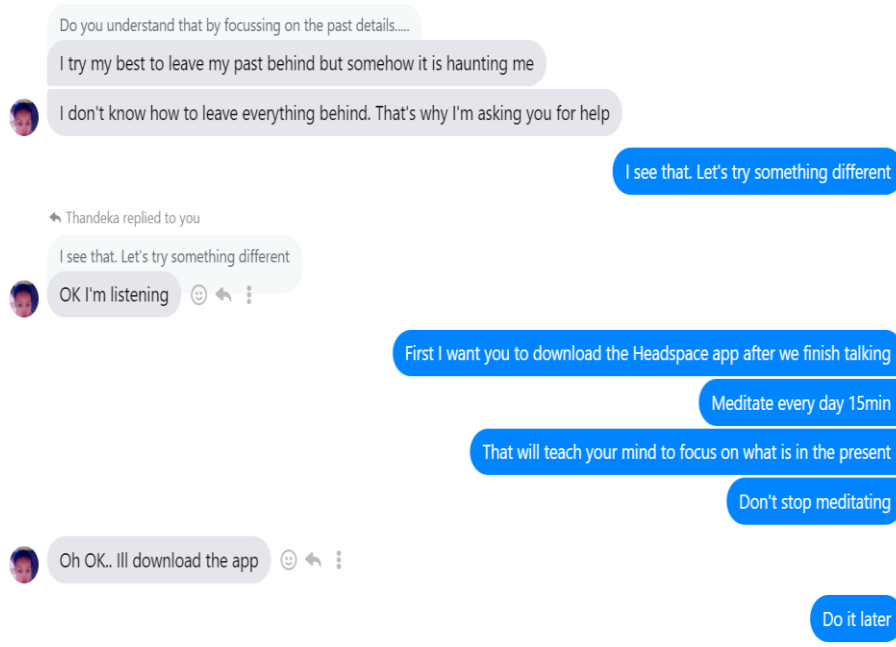 Do you understand that by focussing on the past details.....
I try my best to leave my past behind but somehow it is haunting me
I don't know how to leave everything behind. That's why I'm asking you for help
I see that. Let's try something different
Thandeka replied to you
I see that. Let's try something different
OK I'm listening
First I want you to download the Headspace app after we finish talking
Meditate every day 15min
That will teach your mind to focus on what is in the present
Don't stop meditating
Oh OK.. Ill download the app
Do it later